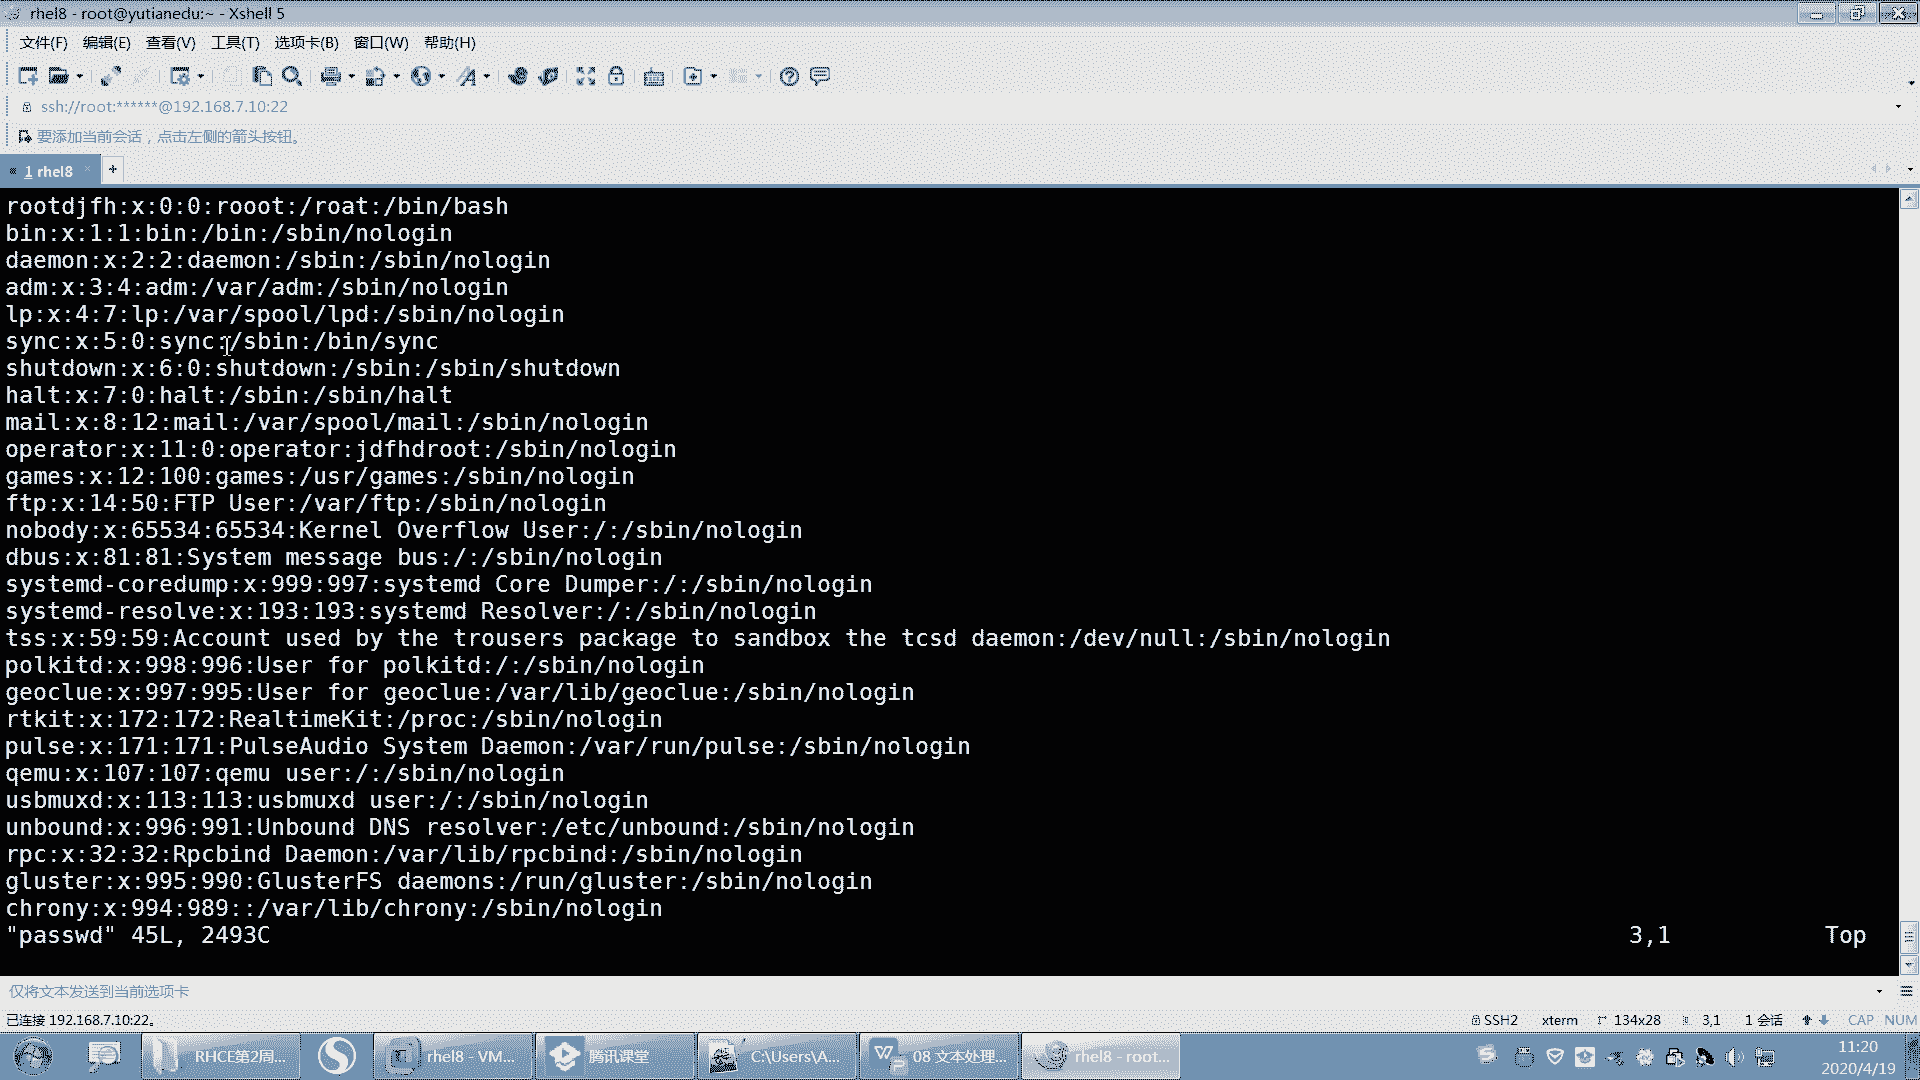 rhel8 - root@yutianedu:~ - Xshell 5
文件(F) 编辑(E) 查看(V) 工具(T) 选项卡(B) 窗口(W) 帮助(H)
ssh://root:******@192.168.7.10:22
要添加当前会话，点击左侧的箭头按钮。
1 rhel8
rootdjfh:x:0:0:rooot:/roat:/bin/bash
bin:x:1:1:bin:/bin:/sbin/nologin
daemon:x:2:2:daemon:/sbin:/sbin/nologin
adm:x:3:4:adm:/var/adm:/sbin/nologin
lp:x:4:7:lp:/var/spool/lpd:/sbin/nologin
sync:x:5:0:sync:/sbin:/bin/sync
shutdown:x:6:0:shutdown:/sbin:/sbin/shutdown
halt:x:7:0:halt:/sbin:/sbin/halt
mail:x:8:12:mail:/var/spool/mail:/sbin/nologin
operator:x:11:0:operator:jdfhdroot:/sbin/nologin
games:x:12:100:games:/usr/games:/sbin/nologin
ftp:x:14:50:FTP User:/var/ftp:/sbin/nologin
nobody:x:65534:65534:Kernel Overflow User:/:/sbin/nologin
dbus:x:81:81:System message bus:/:/sbin/nologin
systemd-coredump:x:999:997:systemd Core Dumper:/:/sbin/nologin
systemd-resolve:x:193:193:systemd Resolver:/:/sbin/nologin
tss:x:59:59:Account used by the trousers package to sandbox the tcsd daemon:/dev/null:/sbin/nologin
polkitd:x:998:996:User for polkitd:/:/sbin/nologin
geoclue:x:997:995:User for geoclue:/var/lib/geoclue:/sbin/nologin
rtkit:x:172:172:RealtimeKit:/proc:/sbin/nologin
pulse:x:171:171:PulseAudio System Daemon:/var/run/pulse:/sbin/nologin
qemu:x:107:107:qemu user:/:/sbin/nologin
usbmuxd:x:113:113:usbmuxd user:/:/sbin/nologin
unbound:x:996:991:Unbound DNS resolver:/etc/unbound:/sbin/nologin
rpc:x:32:32:Rpcbind Daemon:/var/lib/rpcbind:/sbin/nologin
gluster:x:995:990:GlusterFS daemons:/run/gluster:/sbin/nologin
chrony:x:994:989::/var/lib/chrony:/sbin/nologin
"passwd" 45L, 2493C 3,1 Top
仅将文本发送到当前选项卡
已连接 192.168.7.10:22。 SSH2 xterm 134x28 3,1 1 会话 CAP NUM
RHCE第2周... rhel8 - VM... 腾讯课堂 C:\Users\A... 08 文本处理... rhel8 - root... 11:20
2020/4/19